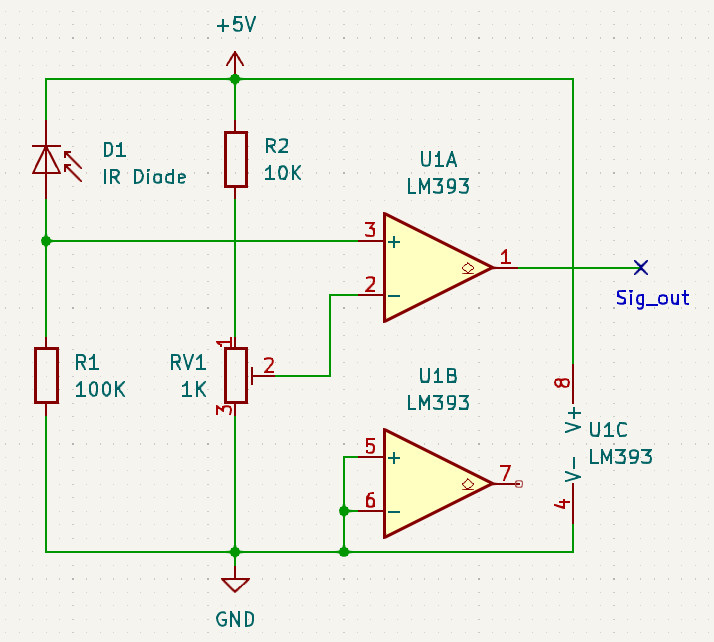 +5V
D1
IR Diade
R2
10K
U1A
LM393
3
+
2
−
1
Sig_out
R1
100K
RV1
1K
1
2
3
U1B
LM393
5
+
6
−
7
8
V+
U1C
LM393
V−
4
GND